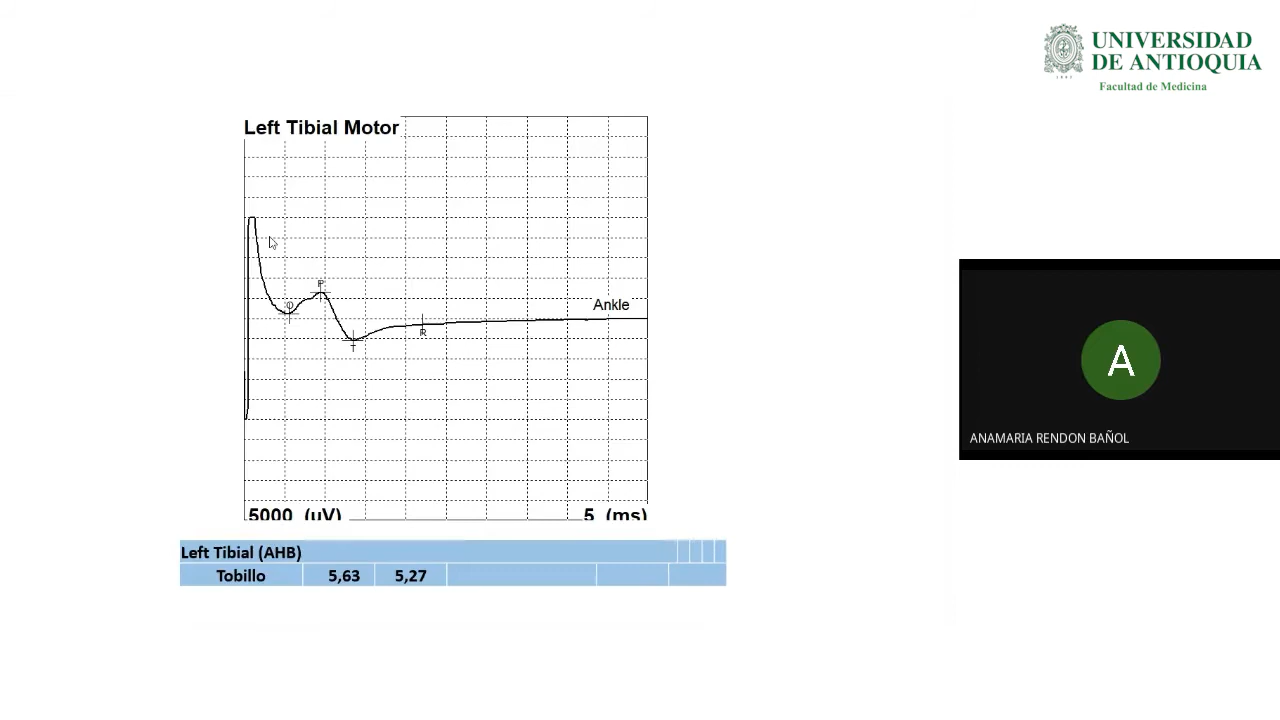 UNIVERSIDAD
DE ANTIOQUIA
1803
Facultad de Medicina
Left Tibial Motor
O
P
T
R
Ankle
5000 (uV)
5 (ms)
A
ANAMARIA RENDON BAÑOL
Left Tibial (AHB)
Tobillo 5,63 5,27